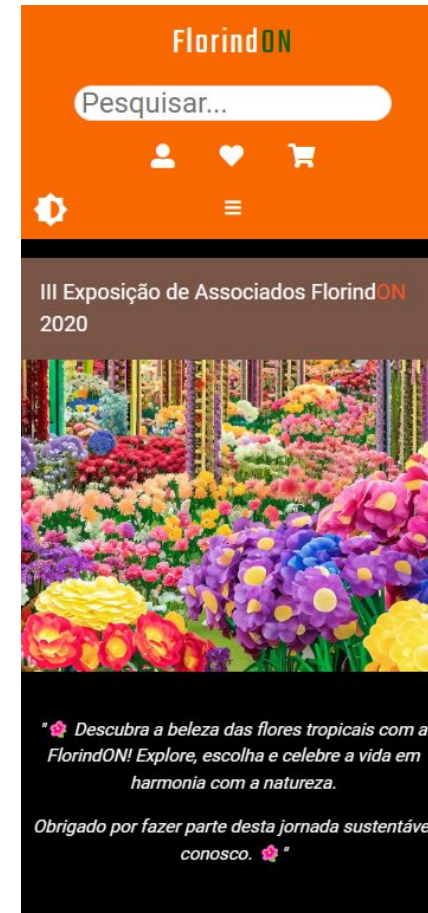 FlorindON
Pesquisar...
III Exposição de Associados FlorindON
2020
"🌺 Descubra a beleza das flores tropicais com a
FlorindON! Explore, escolha e celebre a vida em
harmonia com a natureza.
Obrigado por fazer parte desta jornada sustentáve
conosco. 🌺"